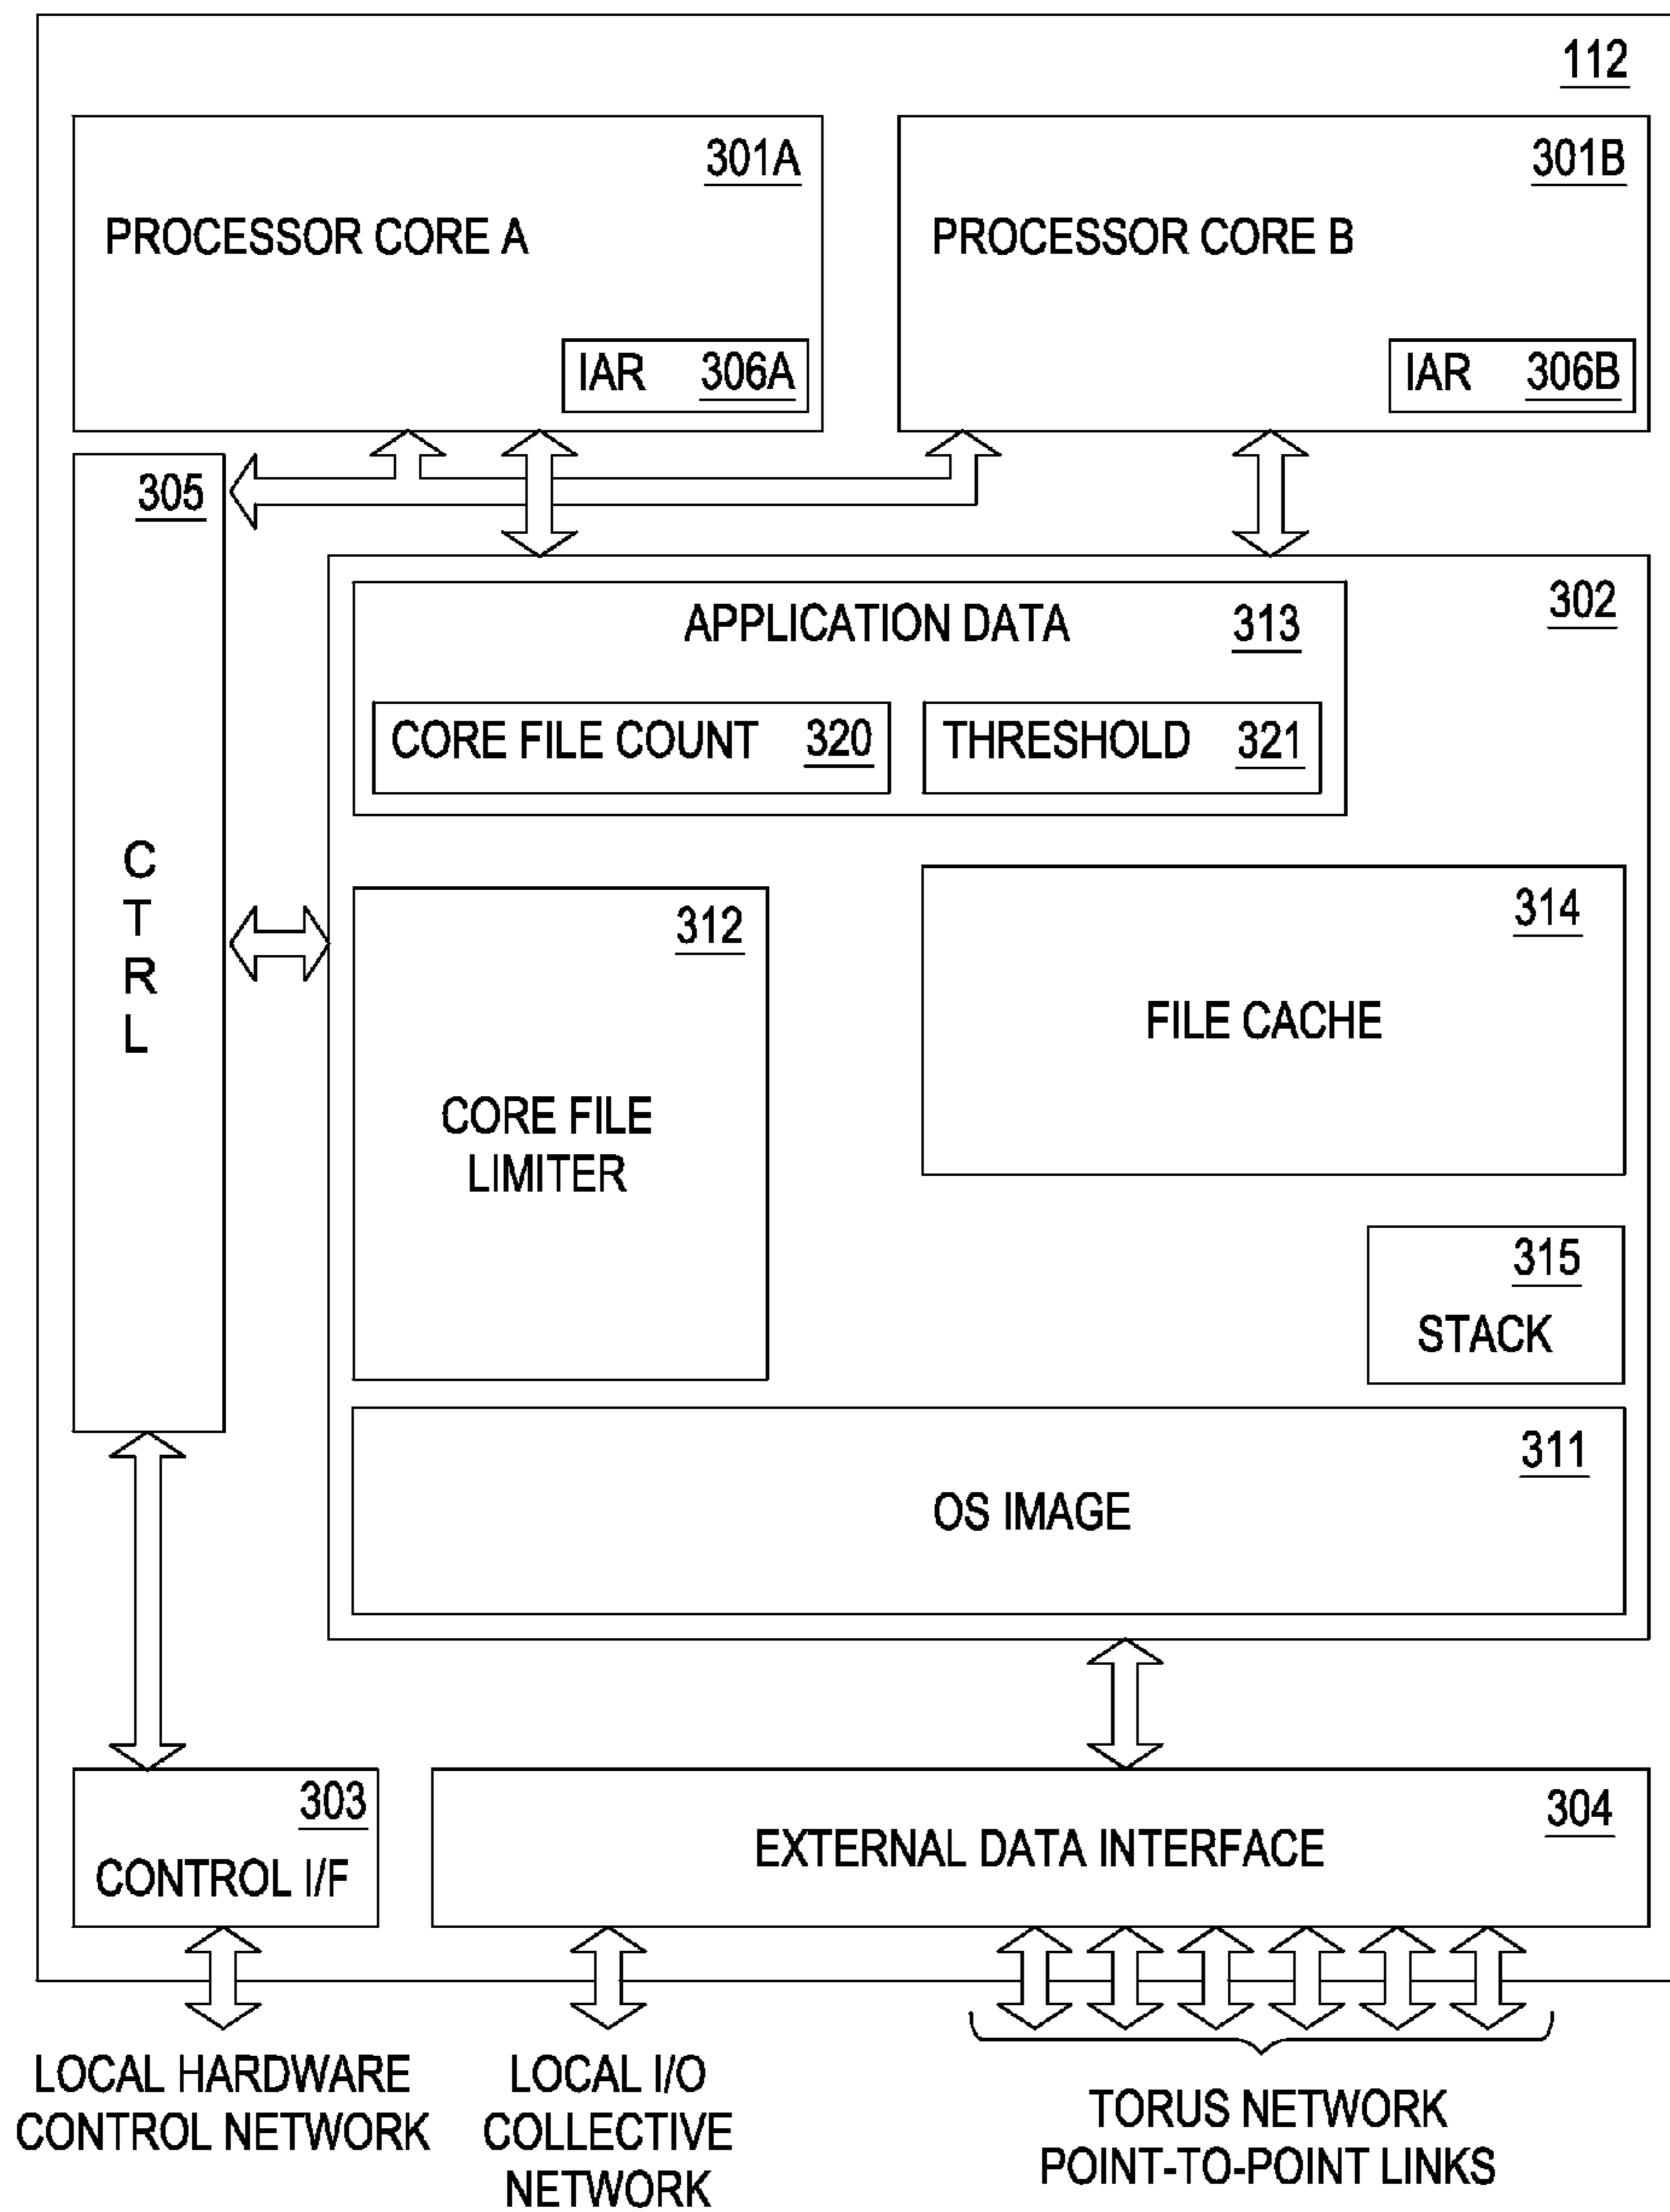 112
301A
PROCESSOR CORE A
IAR 306A
301B
PROCESSOR CORE B
IAR 306B
305
C
T
R
L
302
APPLICATION DATA 313
CORE FILE COUNT 320
THRESHOLD 321
312
CORE FILE
LIMITER
314
FILE CACHE
315
STACK
311
OS IMAGE
303
CONTROL I/F
304
EXTERNAL DATA INTERFACE
LOCAL HARDWARE
CONTROL NETWORK
LOCAL I/O
COLLECTIVE
NETWORK
TORUS NETWORK
POINT-TO-POINT LINKS